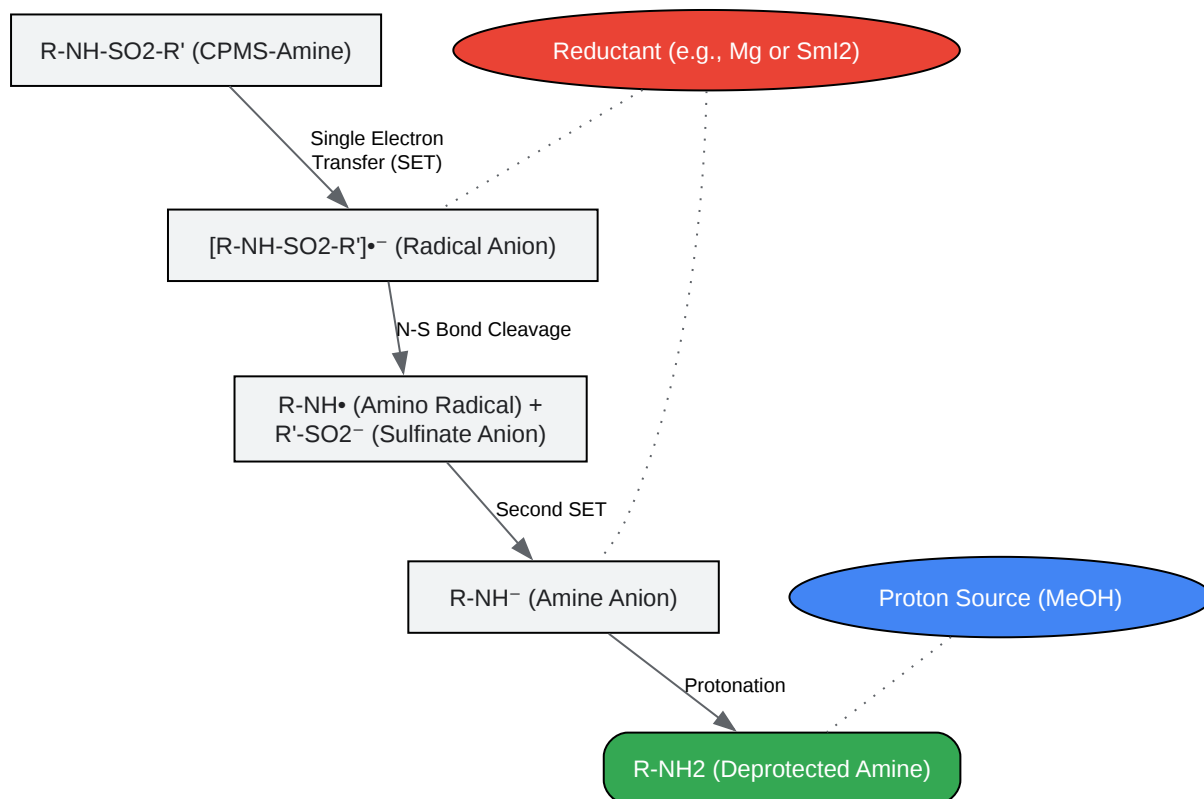 R-NH-SO2-R' (CPMS-Amine)
Reductant (e.g., Mg or SmI2)
Single Electron
Transfer (SET)
[R-NH-SO2-R']•⁻ (Radical Anion)
N-S Bond Cleavage
R-NH• (Amino Radical) +
R'-SO2⁻ (Sulfinate Anion)
Second SET
R-NH⁻ (Amine Anion)
Proton Source (MeOH)
Protonation
R-NH2 (Deprotected Amine)